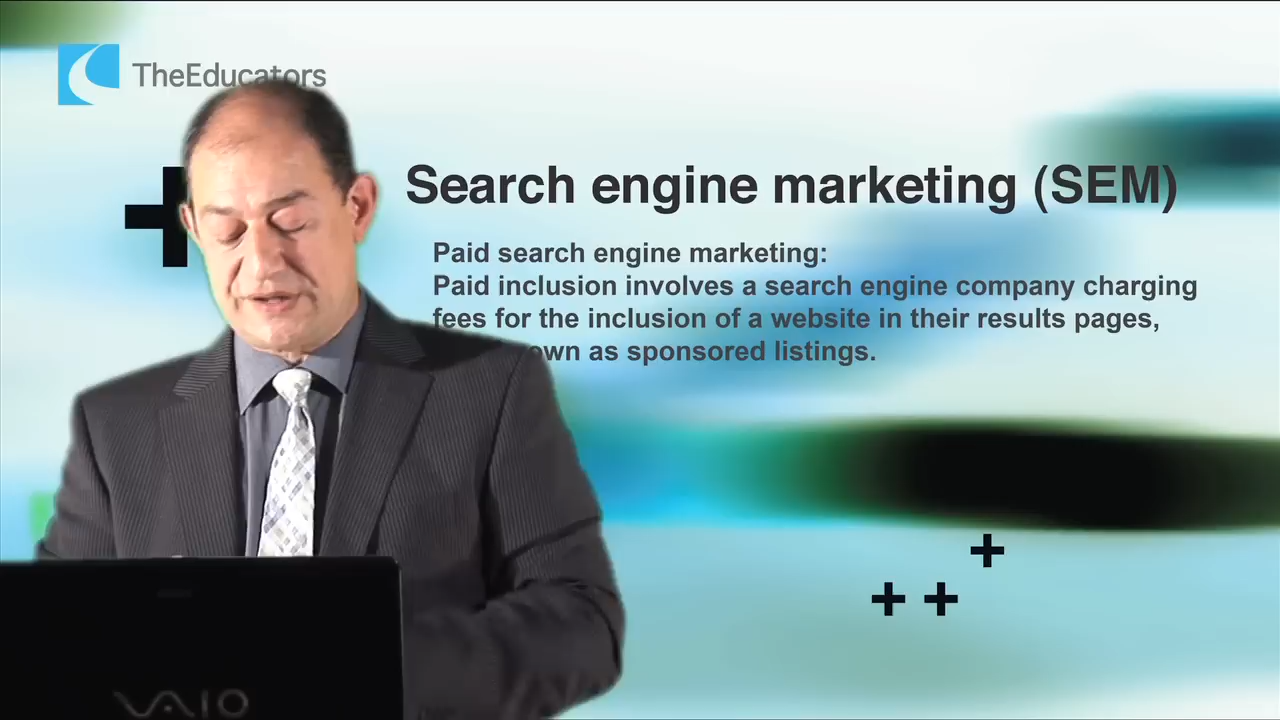 TheEducators
Search engine marketing (SEM)
Paid search engine marketing:
Paid inclusion involves a search engine company charging
fees for the inclusion of a website in their results pages,
as sponsored listings.
VAIO